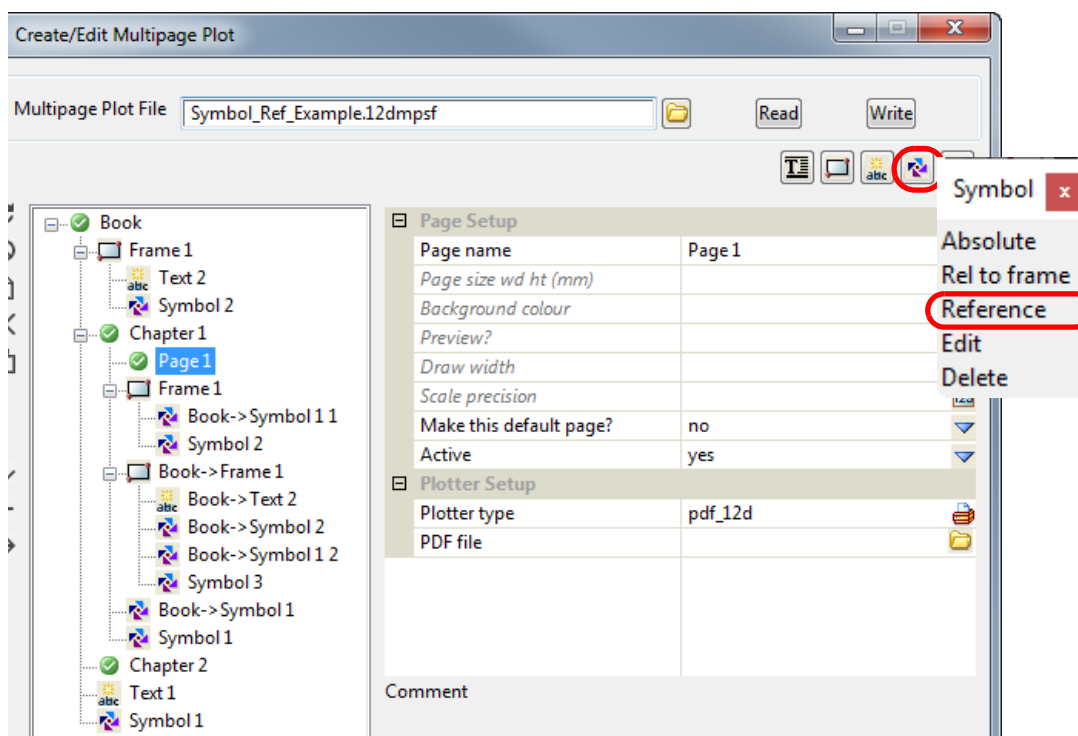 Create/Edit Multipage Plot
Multipage Plot File Symbol_Ref_Example.12dmpsf Read Write
abc
Symbol x
Absolute
Rel to frame
Reference
Edit
Delete
Book
Frame 1
abc Text 2
Symbol 2
Chapter 1
Page 1
Frame 1
Book->Symbol 1 1
Symbol 2
Book->Frame 1
abc Book->Text 2
Book->Symbol 2
Book->Symbol 1 2
Symbol 3
Book->Symbol 1
Symbol 1
Chapter 2
abc Text 1
Symbol 1
Page Setup
Page name Page 1
Page size wd ht (mm)
Background colour
Preview?
Draw width
Scale precision
Make this default page? no
Active yes
Plotter Setup
Plotter type pdf_12d
PDF file
Comment